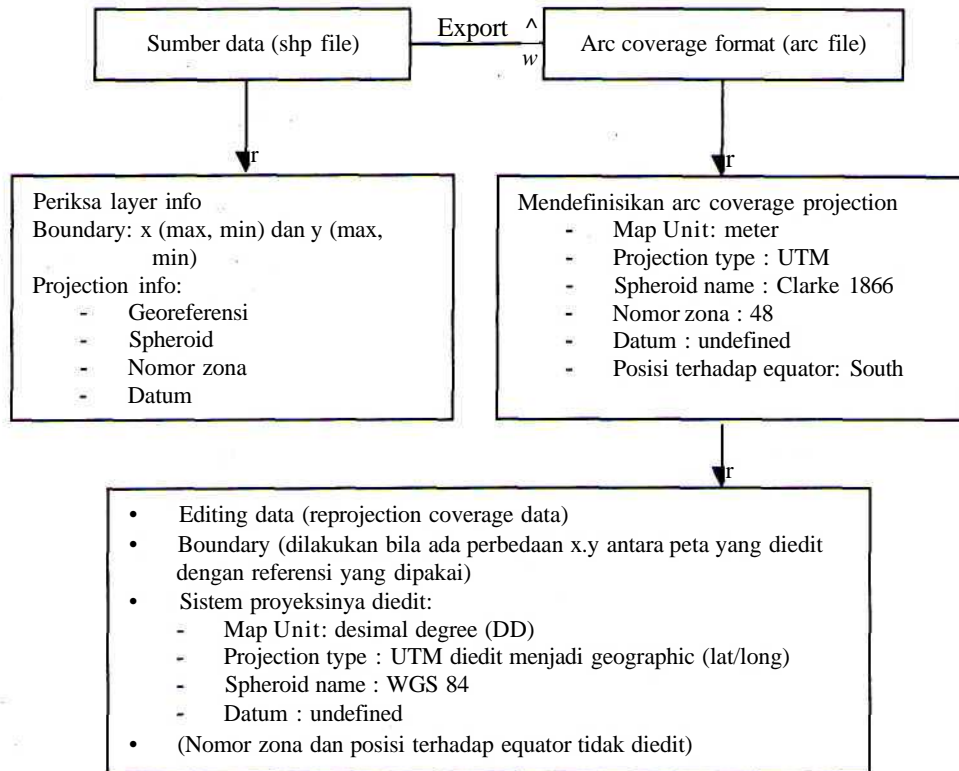 Sumber data (shp file)
Export ^
w
Arc coverage format (arc file)
r
r
Periksa layer info
Boundary: x (max, min) dan y (max,
min)
Projection info:
- Georeferensi
- Spheroid
- Nomor zona
- Datum
Mendefinisikan arc coverage projection
- Map Unit: meter
- Projection type : UTM
- Spheroid name : Clarke 1866
- Nomor zona : 48
- Datum : undefined
- Posisi terhadap equator: South
r
• Editing data (reprojection coverage data)
• Boundary (dilakukan bila ada perbedaan x.y antara peta yang diedit
dengan referensi yang dipakai)
• Sistem proyeksinya diedit:
- Map Unit: desimal degree (DD)
- Projection type : UTM diedit menjadi geographic (lat/long)
- Spheroid name : WGS 84
- Datum : undefined
• (Nomor zona dan posisi terhadap equator tidak diedit)